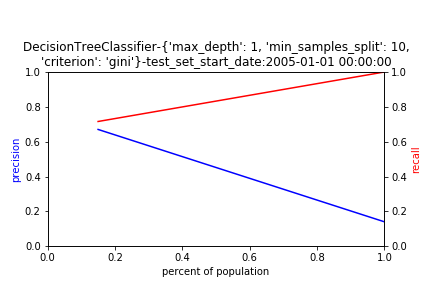 DecisionTreeClassifier-{'max_depth': 1, 'min_samples_split': 10,
'criterion': 'gini'}-test_set_start_date:2005-01-01 00:00:00
1.0
0.8
0.6
0.4
0.2
0.0
precision
1.0
0.8
0.6
0.4
0.2
0.0
recall
0.0 0.2 0.4 0.6 0.8 1.0
percent of population